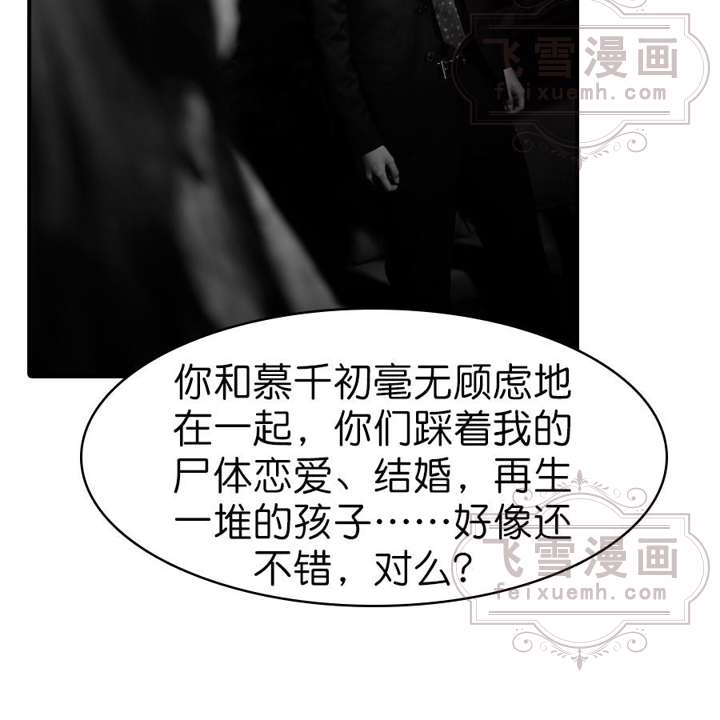 飞雪漫画
feixuemh.com
你和慕千初毫无顾虑地
在一起，你们踩着我的
尸体恋爱、结婚，再生
一堆的孩子……好像还
不错，对么？
飞雪漫画
feixuemh.com